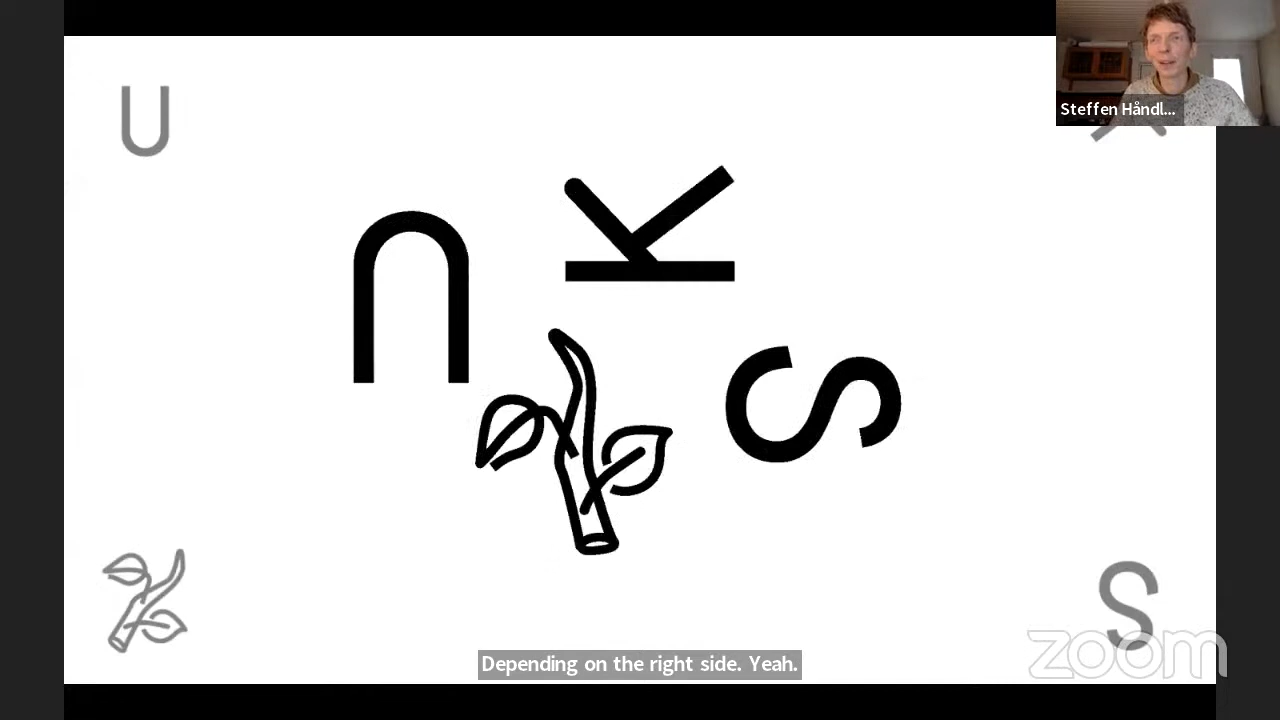 U
Steffen Håndl...
K
U
S
S
zoom
Depending on the right side. Yeah.